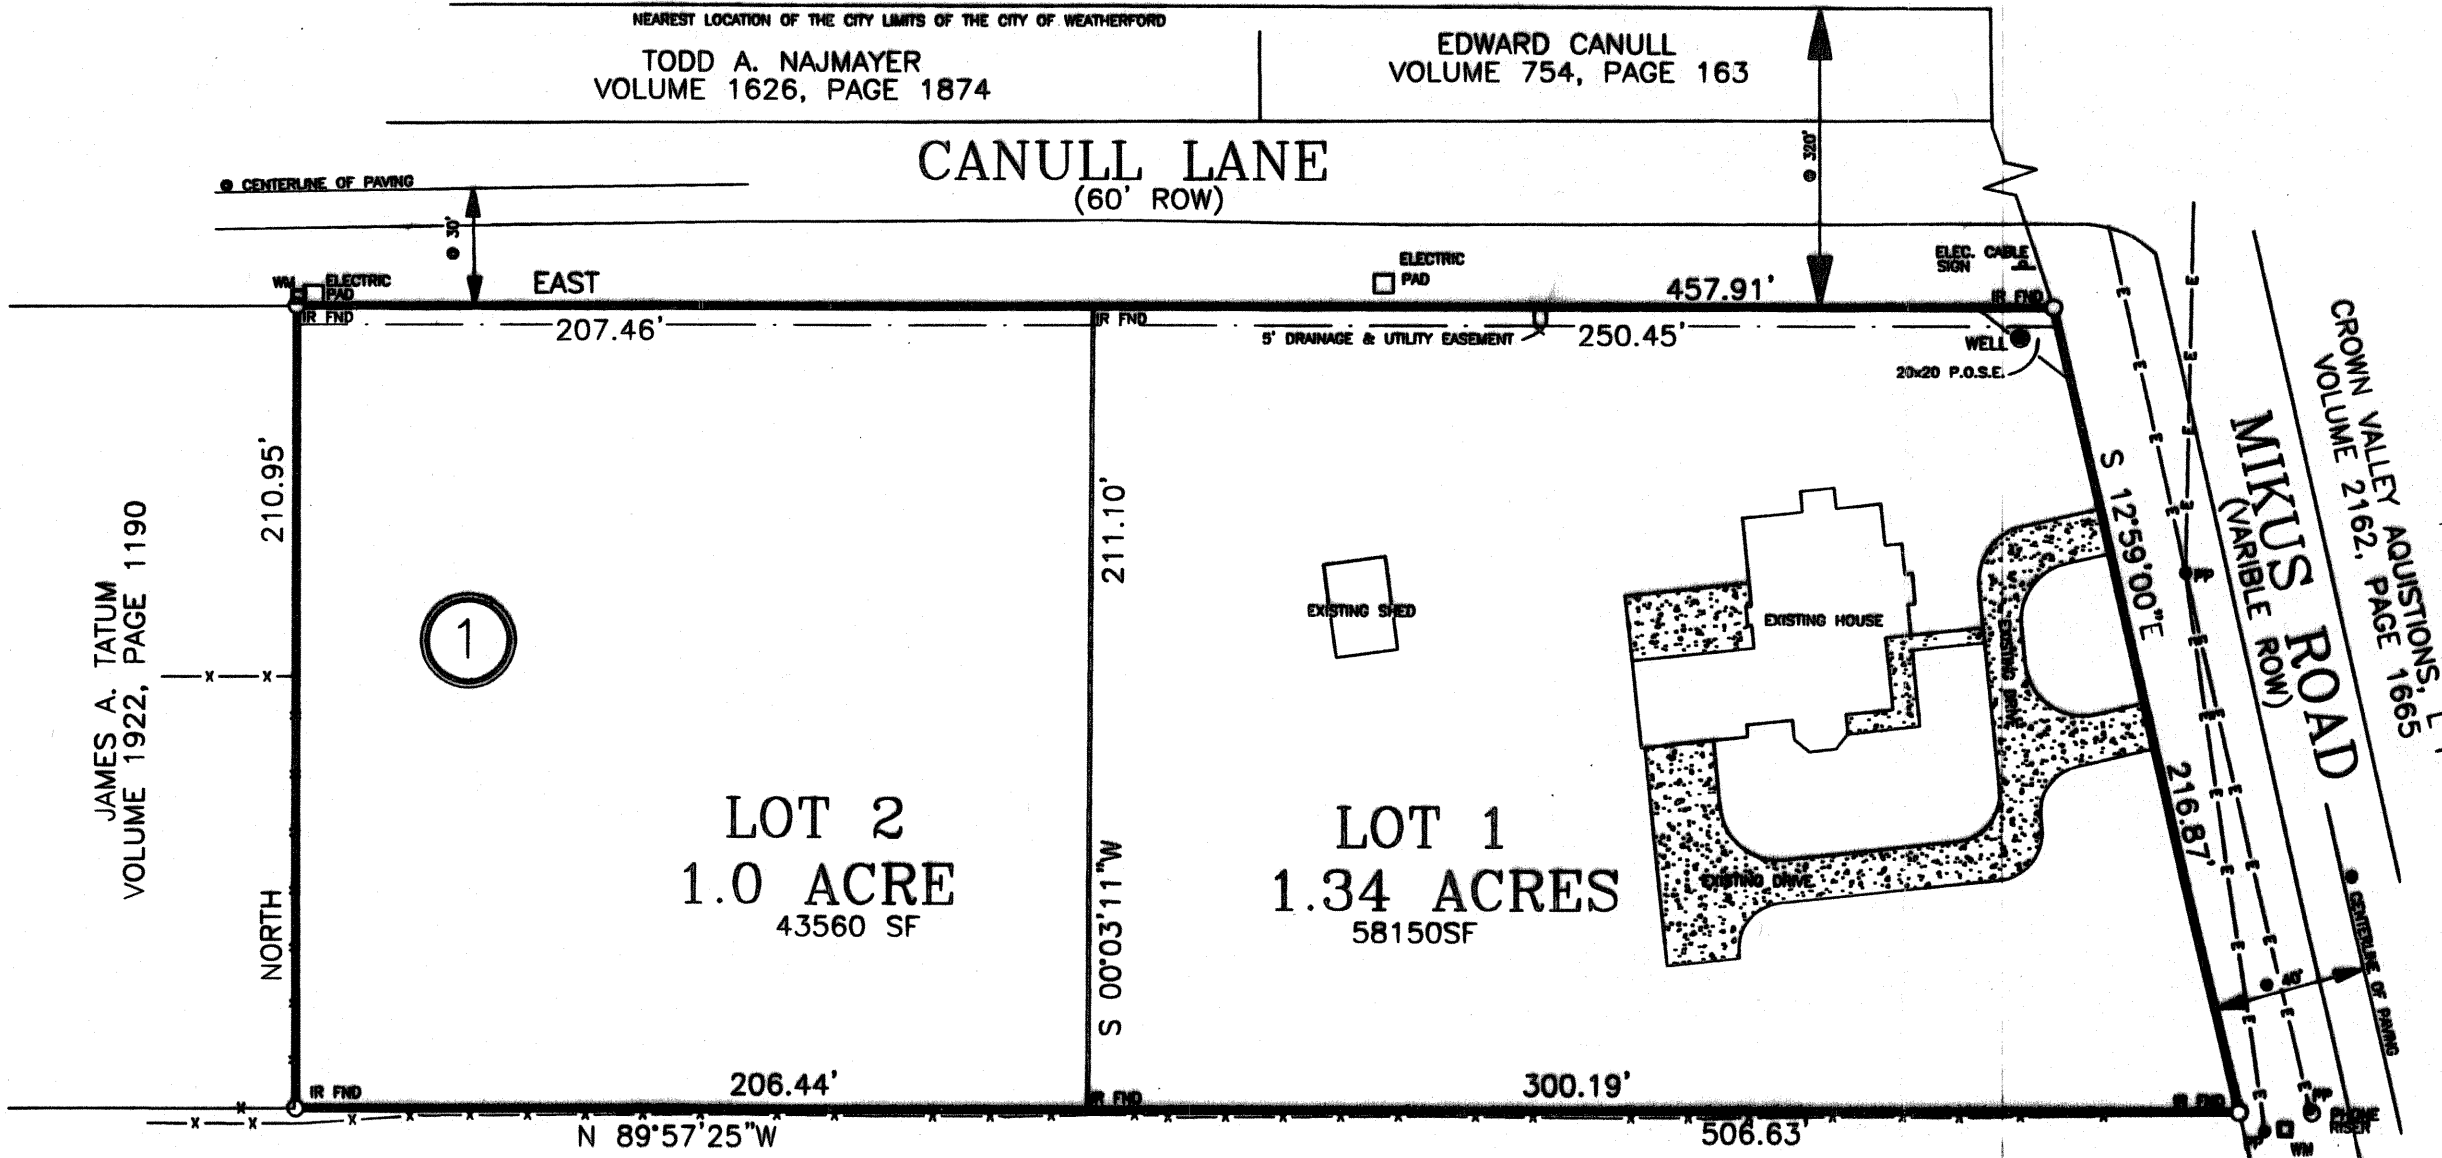 NEAREST LOCATION OF THE CITY LIMITS OF THE CITY OF WEATHERFORD
TODD A. NAJMAYER
VOLUME 1626, PAGE 1874
EDWARD CANULL
VOLUME 754, PAGE 163
CANULL LANE
(60' ROW)
@ CENTERLINE OF PAVING
@ 30'
@ 320'
WM
ELECTRIC
PAD
EAST
ELECTRIC
PAD
457.91'
ELEC. CABLE
SIGN
IR FND
IR FND
207.46'
IR FND
5' DRAINAGE & UTILITY EASEMENT
250.45'
WELL
20x20 P.O.S.E.
CROWN VALLEY AQUISTIONS, L
VOLUME 2162, PAGE 1665
MIKUS ROAD
(VARIBLE ROW)
S 12°59'00"E
216.87'
PP
210.95'
NORTH
JAMES A. TATUM
VOLUME 1922, PAGE 1190
1
211.10'
S 00°03'11"W
EXISTING SHED
EXISTING HOUSE
EXISTING DRIVE
EXISTING DRIVE
LOT 2
1.0 ACRE
43560 SF
LOT 1
1.34 ACRES
58150SF
@ CENTERLINE OF PAVING
@ 40'
IR FND
206.44'
IR FND
300.19'
IR FND
N 89°57'25"W
506.63'
PP
PHONE
RISER
PP
WM